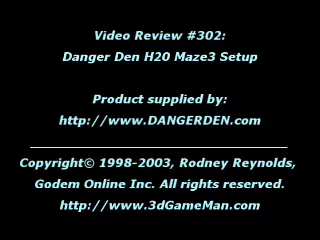 Video Review #302:
Danger Den H20 Maze3 Setup
Product supplied by:
http://www.DANGERDEN.com
Copyright© 1998-2003, Rodney Reynolds,
Godem Online Inc. All rights reserved.
http://www.3dGameMan.com